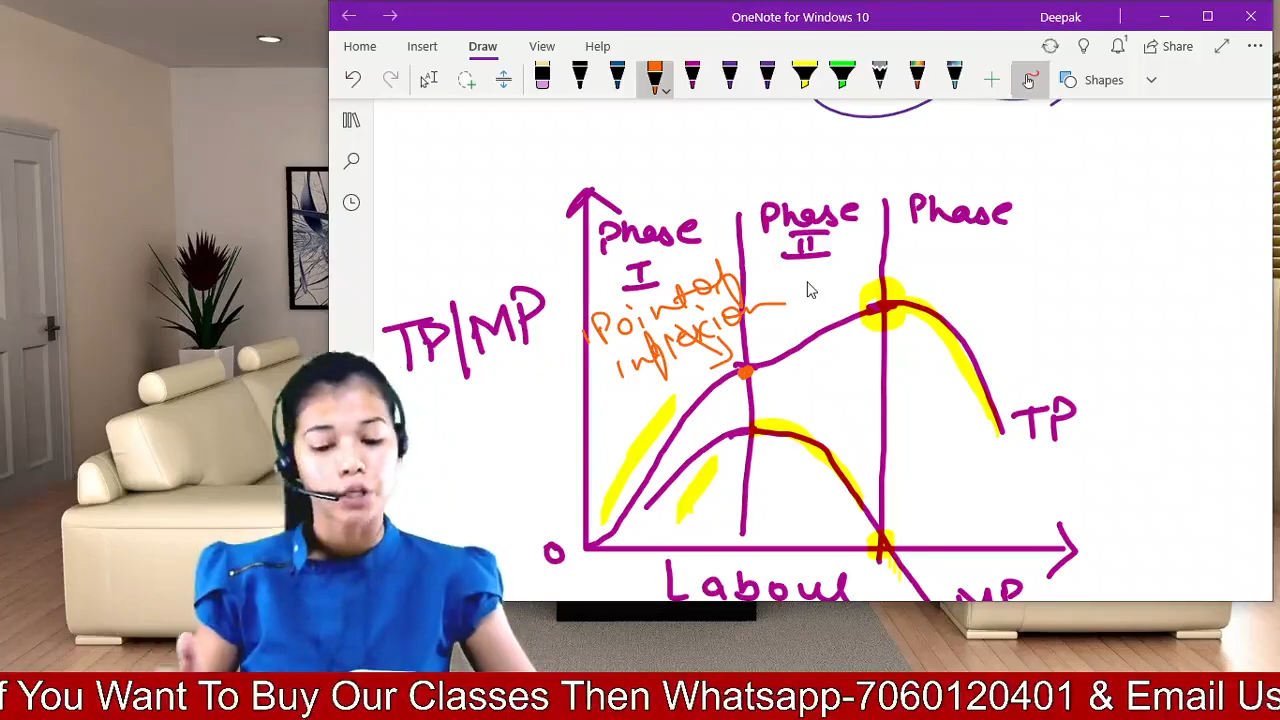 OneNote for Windows 10
Deepak
Home Insert Draw View Help
Share
Shapes
Phase
I
Phase
II
Phase
Point of
inflexion
TP/MP
TP
O
Labour
MP
f You Want To Buy Our Classes Then Whatsapp-7060120401 & Email Us